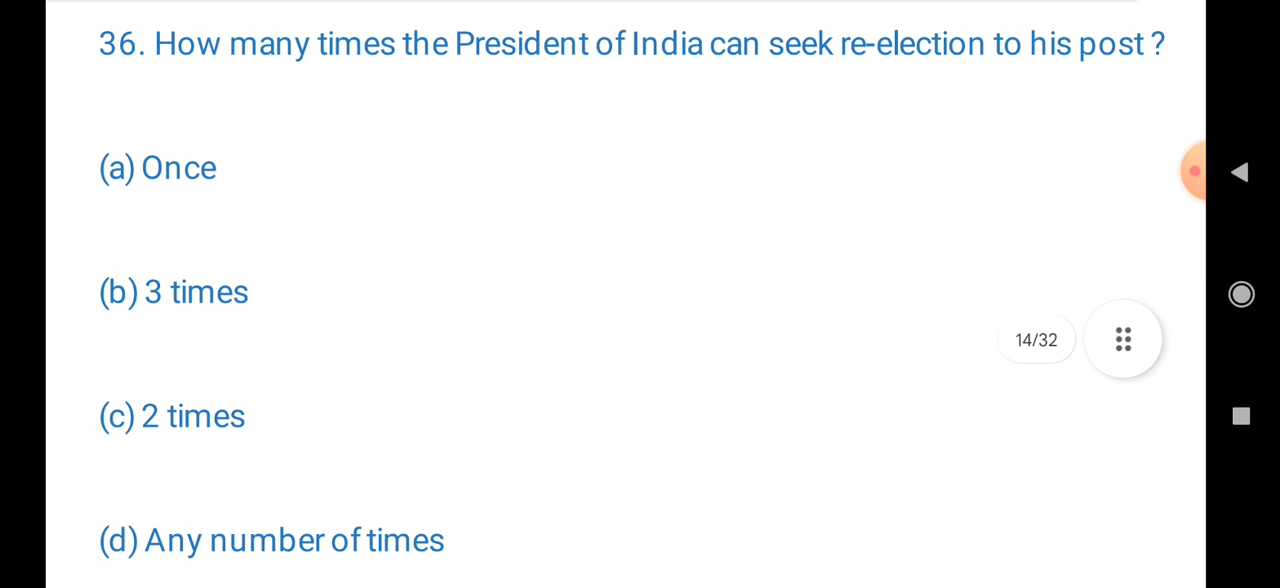 36. How many times the President of India can seek re-election to his post ?
(a) Once
(b) 3 times
14/32
(c) 2 times
(d) Any number of times